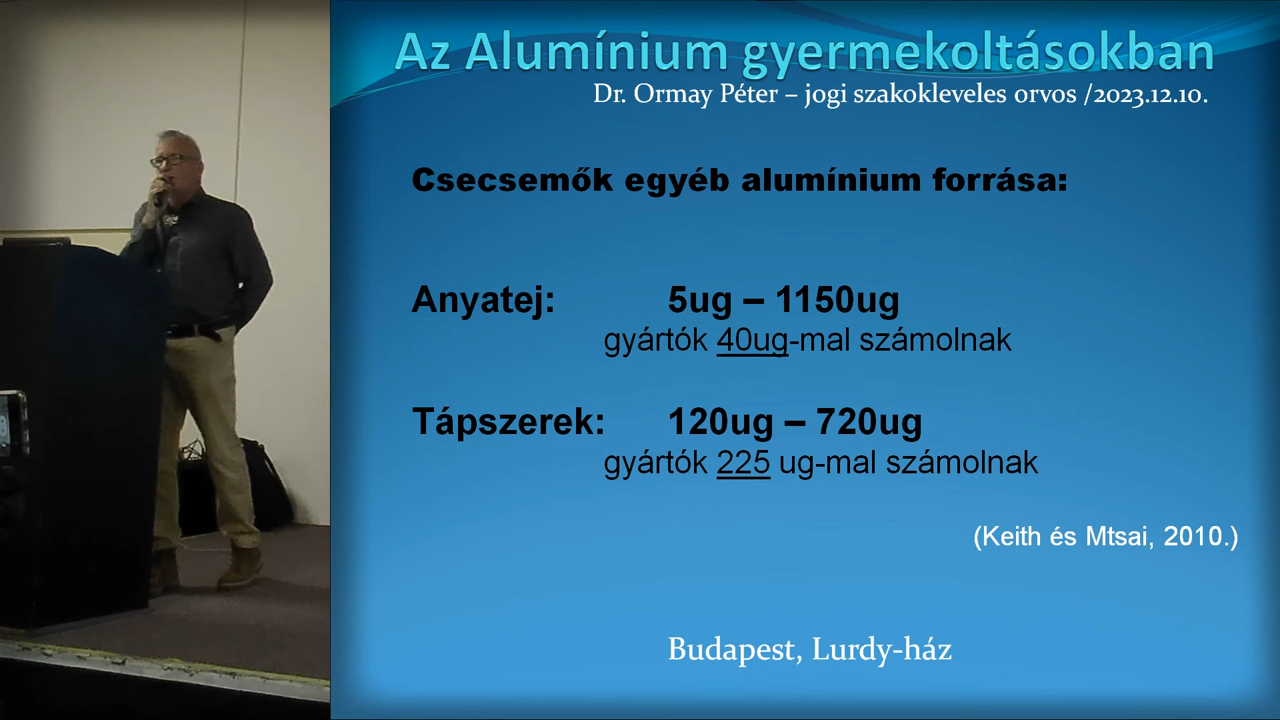 Az Alumínium gyermekoltásokban
Dr. Ormay Péter – jogi szakokleveles orvos /2023.12.10.
Csecsemők egyéb alumínium forrása:
Anyatej: 5ug – 1150ug
gyártók 40ug-mal számolnak
Tápszerek: 120ug – 720ug
gyártók 225 ug-mal számolnak
(Keith és Mtsai, 2010.)
Budapest, Lurdy-ház